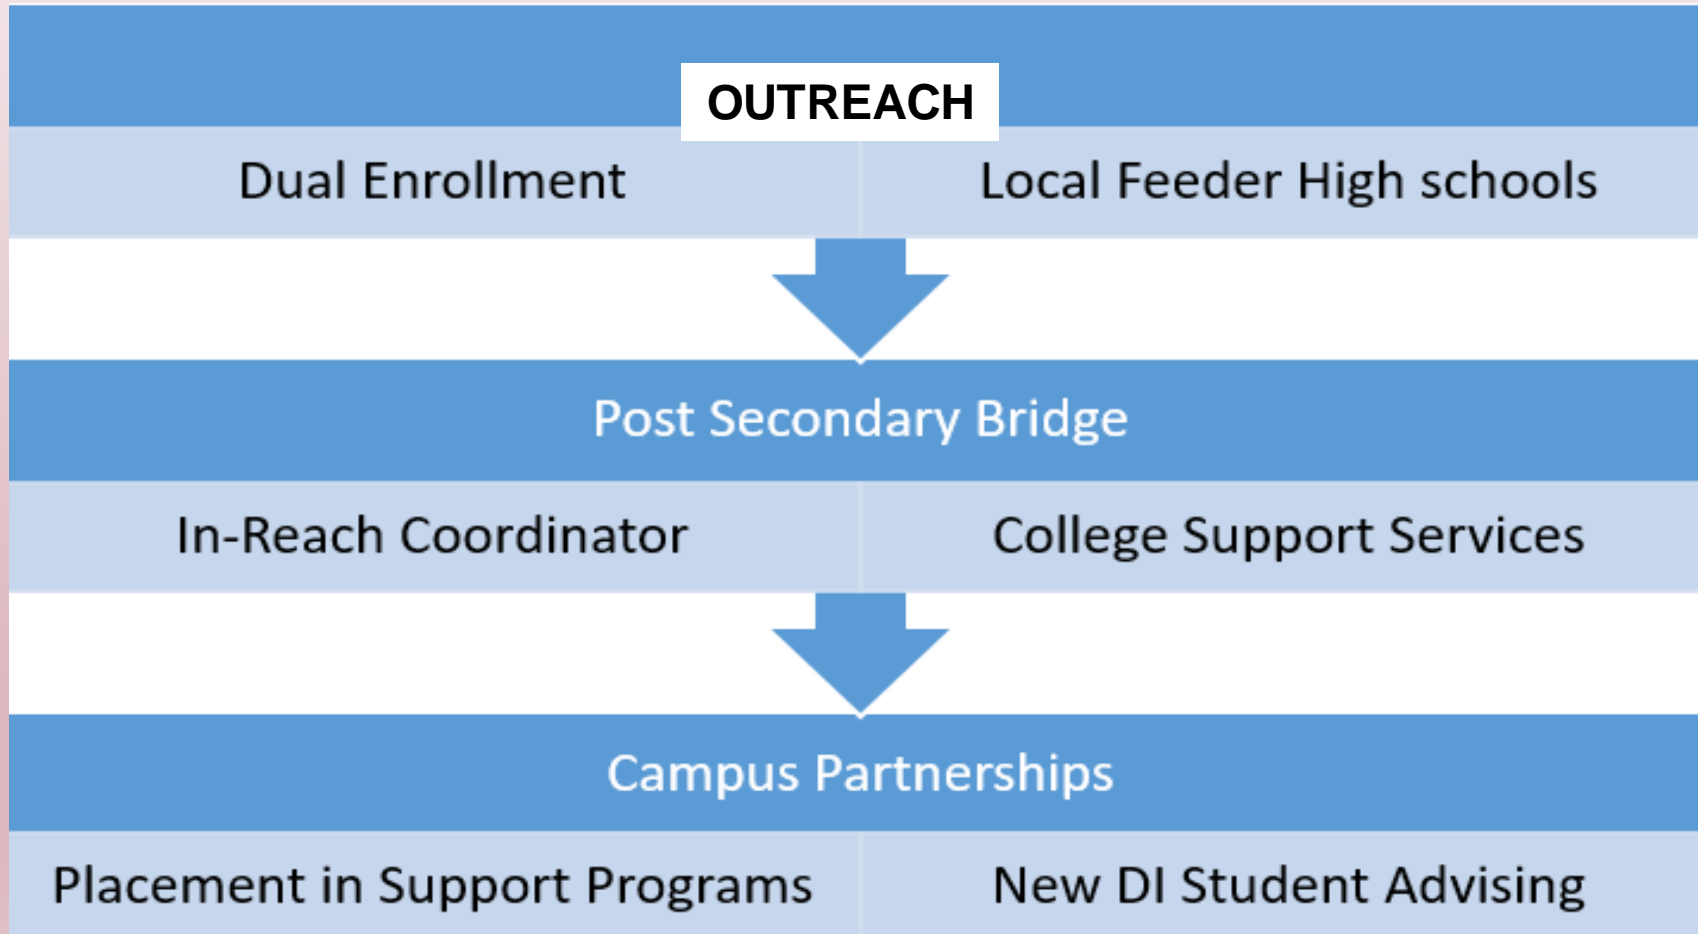 OUTREACH
Dual Enrollment
Local Feeder High schools
Post Secondary Bridge
In-Reach Coordinator
College Support Services
Campus Partnerships
Placement in Support Programs
New DI Student Advising